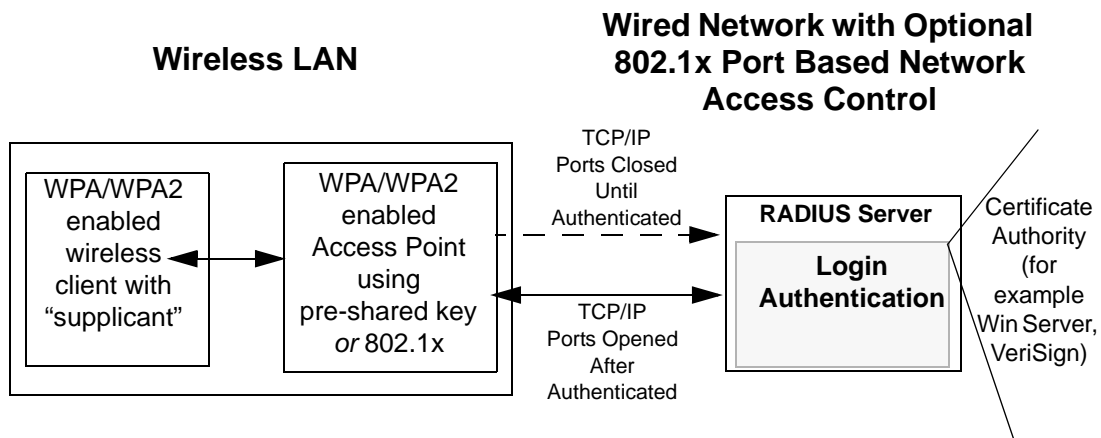 Wireless LAN
Wired Network with Optional
802.1x Port Based Network
Access Control
WPA/WPA2
enabled
wireless
client with
“supplicant”
WPA/WPA2
enabled
Access Point
using
pre-shared key
or 802.1x
TCP/IP
Ports Closed
Until
Authenticated
TCP/IP
Ports Opened
After
Authenticated
RADIUS Server
Login
Authentication
Certificate
Authority
(for
example
Win Server,
VeriSign)